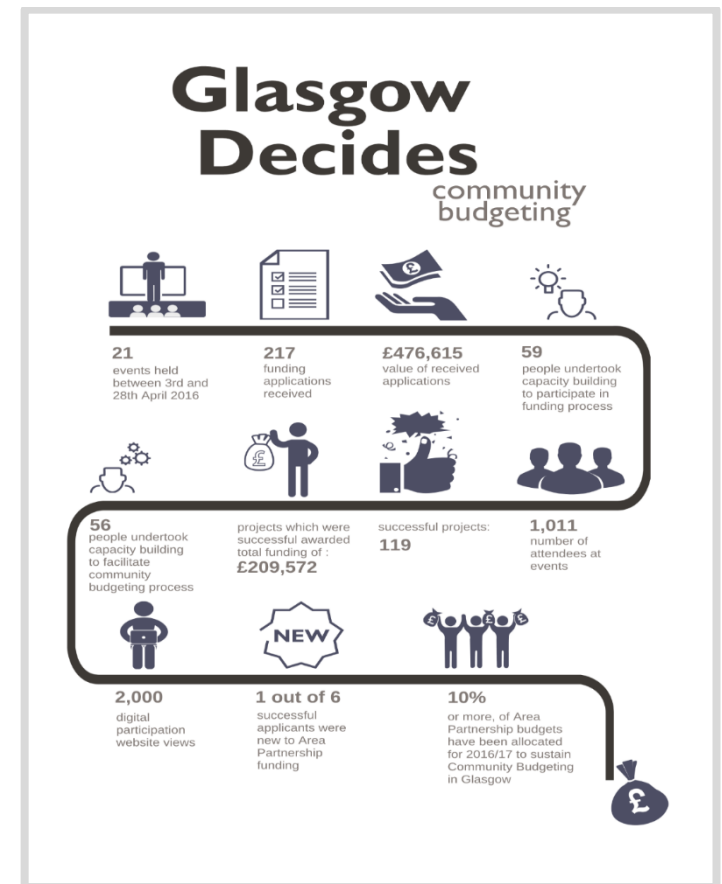 Glasgow
Decides
community
budgeting
21
events held
between 3rd and
28th April 2016
217
funding
applications
received
£476,615
value of received
applications
59
people undertook
capacity building
to participate in
funding process
£
£
56
people undertook
capacity building
to facilitate
community
budgeting process
projects which were
successful awarded
total funding of :
£209,572
successful projects:
119
1,011
number of
attendees at
events
NEW
£ £ £
2,000
digital
participation
website views
1 out of 6
successful
applicants were
new to Area
Partnership
funding
10%
or more, of Area
Partnership budgets
have been allocated
for 2016/17 to sustain
Community Budgeting
in Glasgow
£